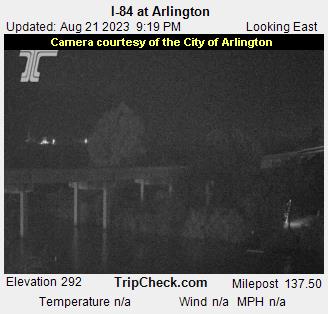 I-84 at Arlington
Updated: Aug 21 2023 9:19 PM Looking East
Camera courtesy of the City of Arlington
Elevation 292 TripCheck.com Milepost 137.50
Temperature n/a Wind n/a MPH n/a